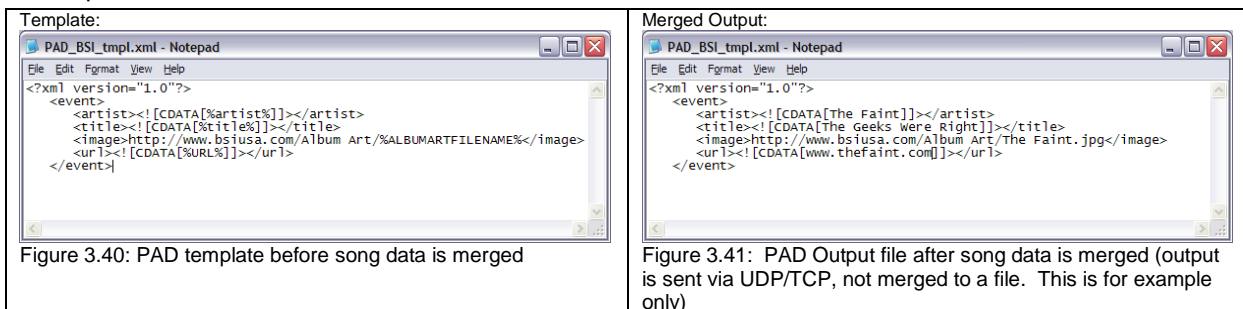 Template:
PAD_BSI_tmpl.xml - Notepad
File Edit Format View Help
<?xml version="1.0"?>
<event>
<artist><![CDATA[%artist%]]></artist>
<title><![CDATA[%title%]]></title>
<image>http://www.bsiusa.com/Album Art/%ALBUMARTFILENAME%</image>
<url><![CDATA[%URL%]]></url>
</event>
Figure 3.40: PAD template before song data is merged
Merged Output:
PAD_BSI_tmpl.xml - Notepad
File Edit Format View Help
<?xml version="1.0"?>
<event>
<artist><![CDATA[The Faint]]></artist>
<title><![CDATA[The Geeks Were Right]]></title>
<image>http://www.bsiusa.com/Album Art/The Faint.jpg</image>
<url><![CDATA[www.thefaint.com]]></url>
</event>
Figure 3.41: PAD Output file after song data is merged (output
is sent via UDP/TCP, not merged to a file. This is for example
only)